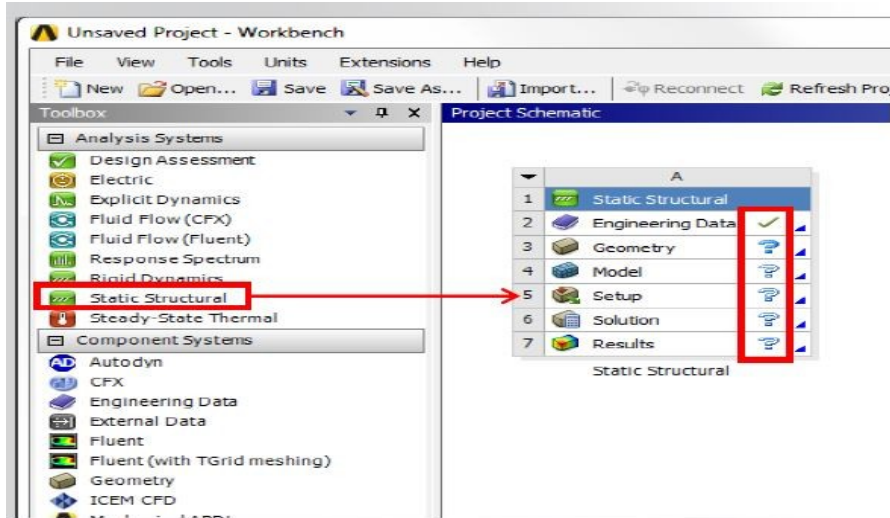 Unsaved Project - Workbench
File View Tools Units Extensions Help
New Open... Save Save As... Import... Reconnect Refresh Pro
Toolbox
Analysis Systems
Design Assessment
Electric
Explicit Dynamics
Fluid Flow (CFX)
Fluid Flow (Fluent)
Response Spectrum
Rigid Dynamics
Static Structural
Steady-State Thermal
Component Systems
Autodyn
CFX
Engineering Data
External Data
Fluent
Fluent (with TGrid meshing)
Geometry
ICEM CFD
Project Schematic
A
1 Static Structural
2 Engineering Data
3 Geometry
4 Model
5 Setup
6 Solution
7 Results
Static Structural